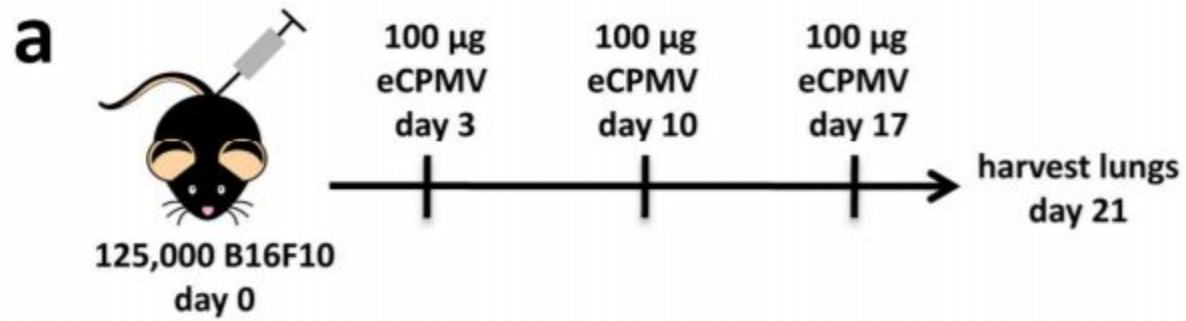 a
100 µg
eCPMV
day 3
100 µg
eCPMV
day 10
100 µg
eCPMV
day 17
harvest lungs
day 21
125,000 B16F10
day 0